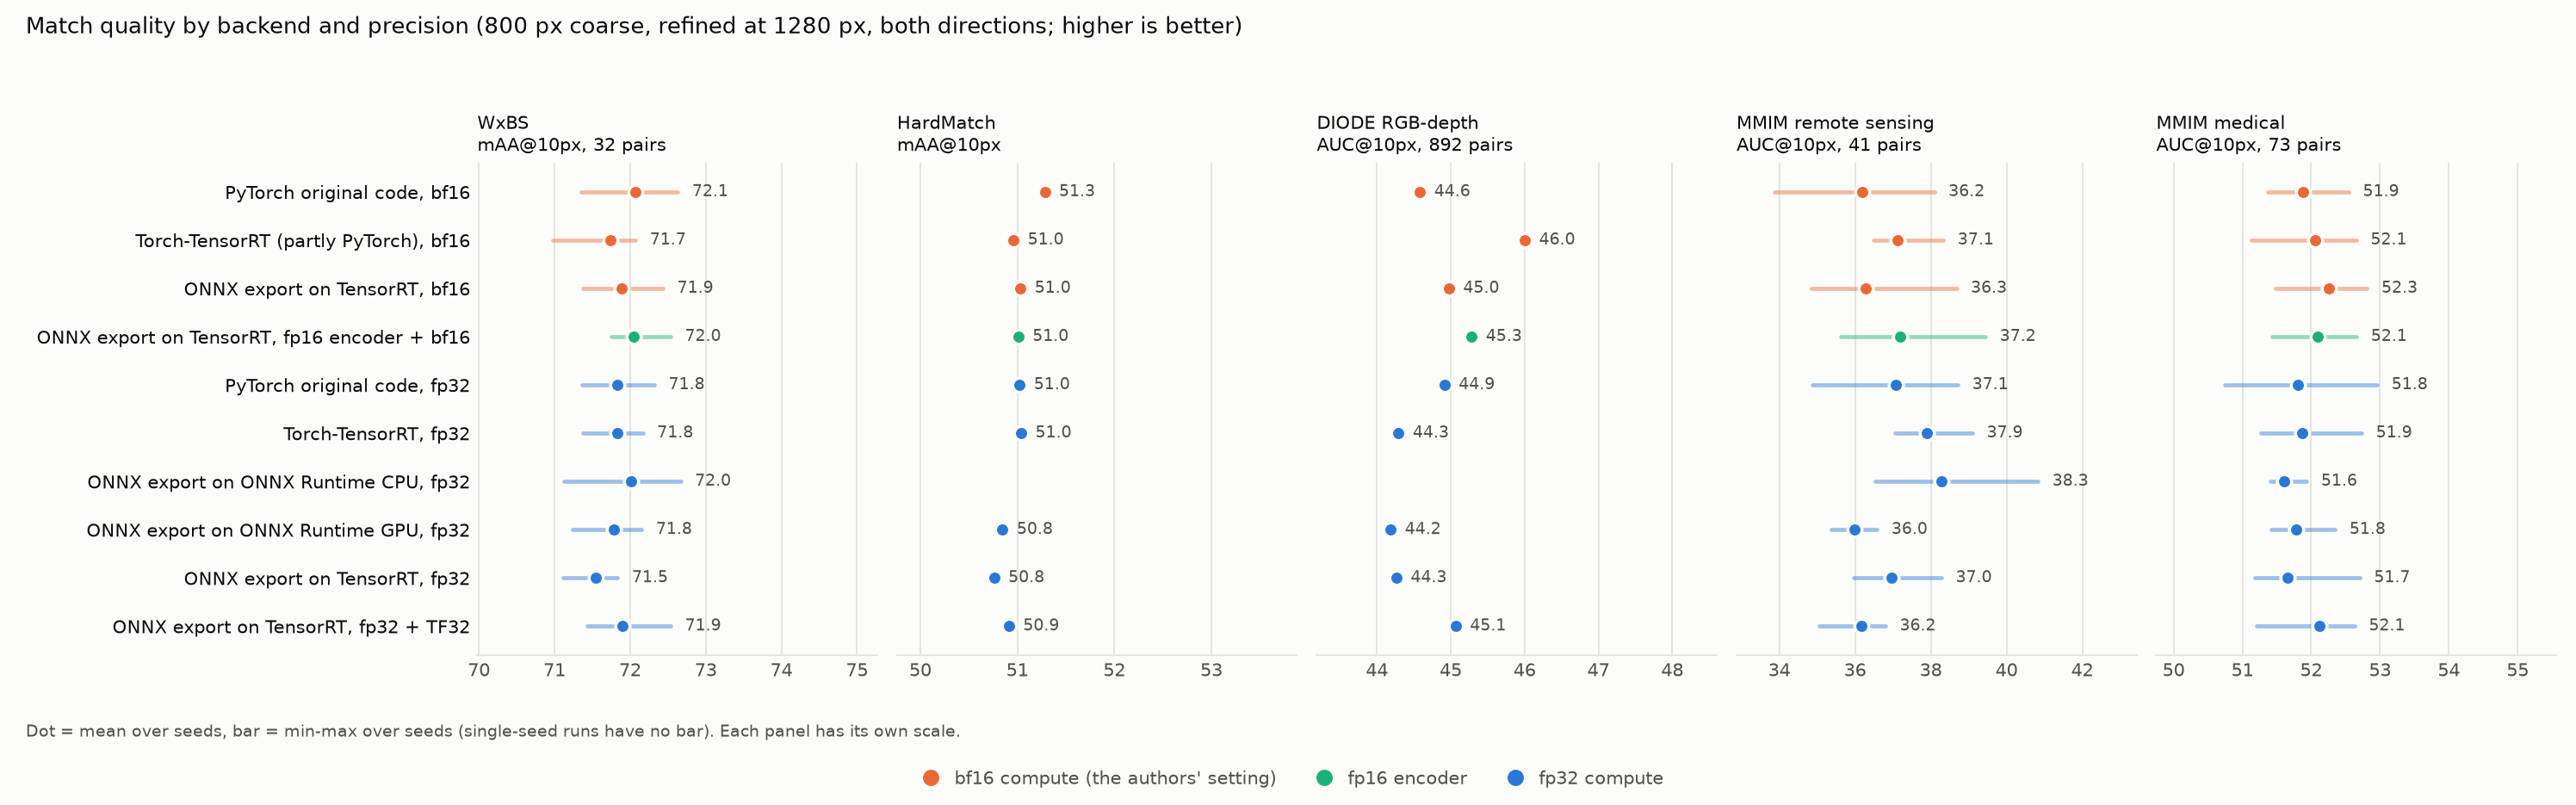 Match quality by backend and precision (800 px coarse, refined at 1280 px, both directions; higher is better)
WxBS
mAA@10px, 32 pairs
HardMatch
mAA@10px
DIODE RGB-depth
AUC@10px, 892 pairs
MMIM remote sensing
AUC@10px, 41 pairs
MMIM medical
AUC@10px, 73 pairs
PyTorch original code, bf16 72.1 51.3 44.6 36.2 51.9
Torch-TensorRT (partly PyTorch), bf16 71.7 51.0 46.0 37.1 52.1
ONNX export on TensorRT, bf16 71.9 51.0 45.0 36.3 52.3
ONNX export on TensorRT, fp16 encoder + bf16 72.0 51.0 45.3 37.2 52.1
PyTorch original code, fp32 71.8 51.0 44.9 37.1 51.8
Torch-TensorRT, fp32 71.8 51.0 44.3 37.9 51.9
ONNX export on ONNX Runtime CPU, fp32 72.0 38.3 51.6
ONNX export on ONNX Runtime GPU, fp32 71.8 50.8 44.2 36.0 51.8
ONNX export on TensorRT, fp32 71.5 50.8 44.3 37.0 51.7
ONNX export on TensorRT, fp32 + TF32 71.9 50.9 45.1 36.2 52.1
70 71 72 73 74 75 50 51 52 53 44 45 46 47 48 34 36 38 40 42 50 51 52 53 54 55
Dot = mean over seeds, bar = min-max over seeds (single-seed runs have no bar). Each panel has its own scale.
bf16 compute (the authors' setting) fp16 encoder fp32 compute